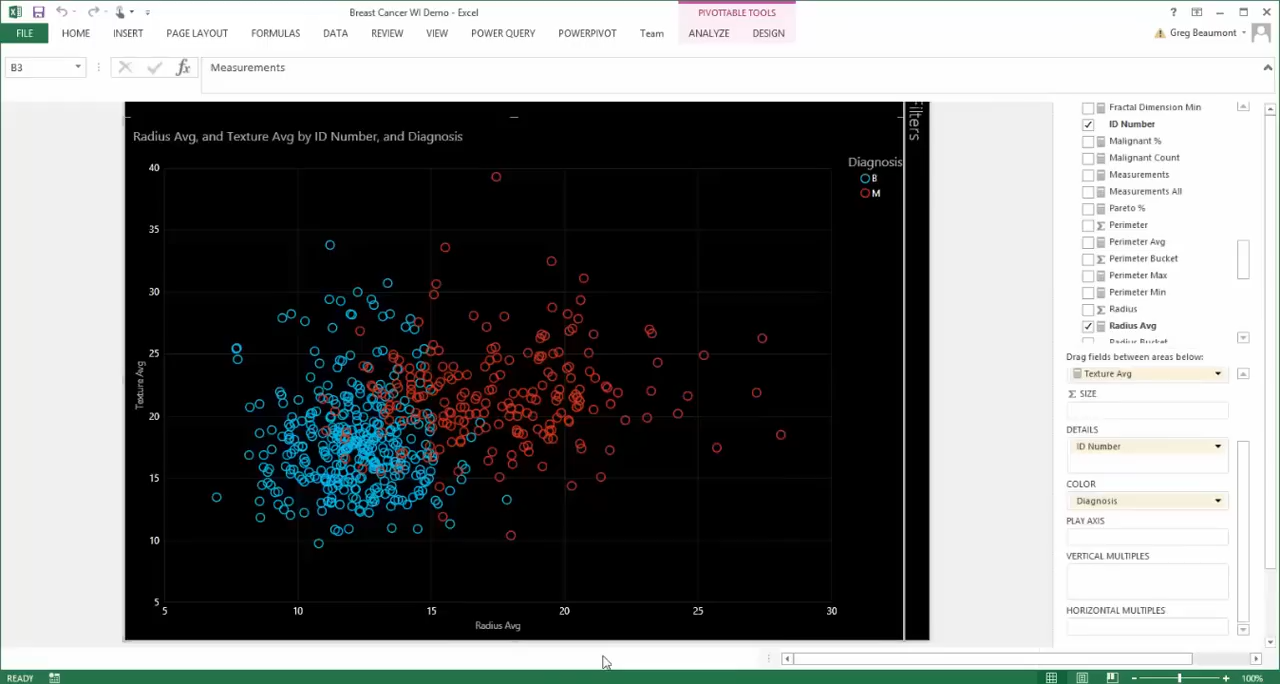 Breast Cancer WI Demo - Excel
PIVOTTABLE TOOLS
?
FILE
HOME
INSERT
PAGE LAYOUT
FORMULAS
DATA
REVIEW
VIEW
POWER QUERY
POWERPIVOT
Team
ANALYZE
DESIGN
Greg Beaumont
B3
fx
Measurements
Radius Avg, and Texture Avg by ID Number, and Diagnosis
Diagnosis
B
M
Filters
40
35
30
25
20
15
10
5
Texture Avg
5
10
15
20
25
30
Radius Avg
Fractal Dimension Min
ID Number
Malignant %
Malignant Count
Measurements
Measurements All
Pareto %
Σ Perimeter
Perimeter Avg
Σ Perimeter Bucket
Perimeter Max
Perimeter Min
Σ Radius
Radius Avg
Radius Bucket
Drag fields between areas below:
Texture Avg
Σ SIZE
DETAILS
ID Number
COLOR
Diagnosis
PLAY AXIS
VERTICAL MULTIPLES
HORIZONTAL MULTIPLES
READY
100%